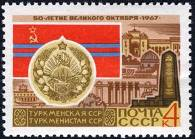 50-ЛЕТИЕ ВЕЛИКОГО ОКТЯБРЯ • 1967 •
ТУРКМЕНСКАЯ ССР
ТУРКМЕНИСТАН ССР
ПОЧТА
СССР
4